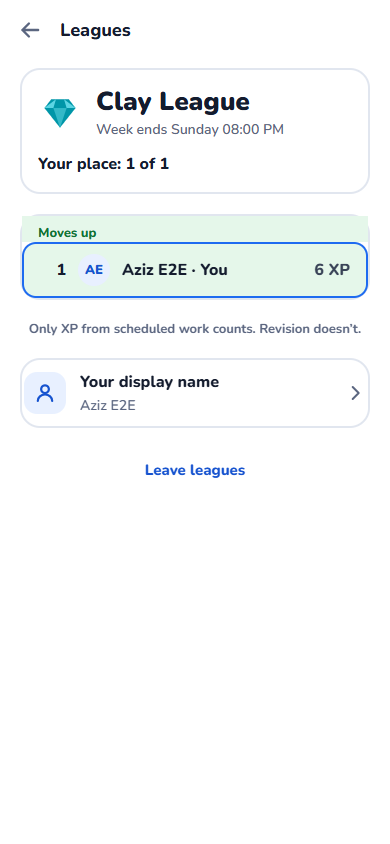 Leagues
Clay League
Week ends Sunday 08:00 PM
Your place: 1 of 1
Moves up
1 AE Aziz E2E · You 6 XP
Only XP from scheduled work counts. Revision doesn’t.
Your display name
Aziz E2E
Leave leagues